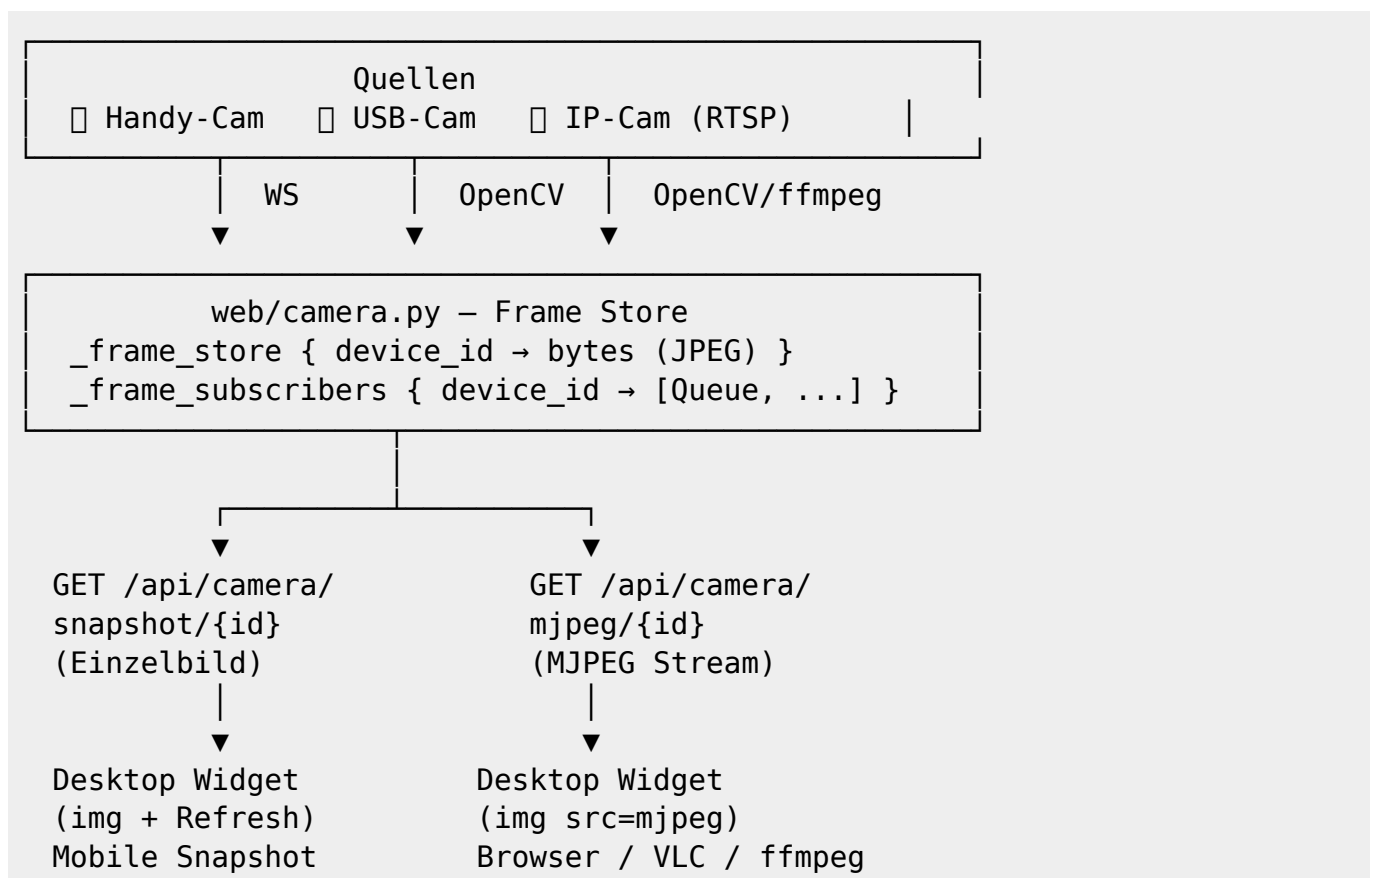 Quellen
Handy-Cam USB-Cam IP-Cam (RTSP)
WS OpenCV OpenCV/ffmpeg
web/camera.py — Frame Store
_frame_store { device_id → bytes (JPEG) }
_frame_subscribers { device_id → [Queue, ...] }
GET /api/camera/ GET /api/camera/
snapshot/{id} mjpeg/{id}
(Einzelbild) (MJPEG Stream)
Desktop Widget Desktop Widget
(img + Refresh) (img src=mjpeg)
Mobile Snapshot Browser / VLC / ffmpeg